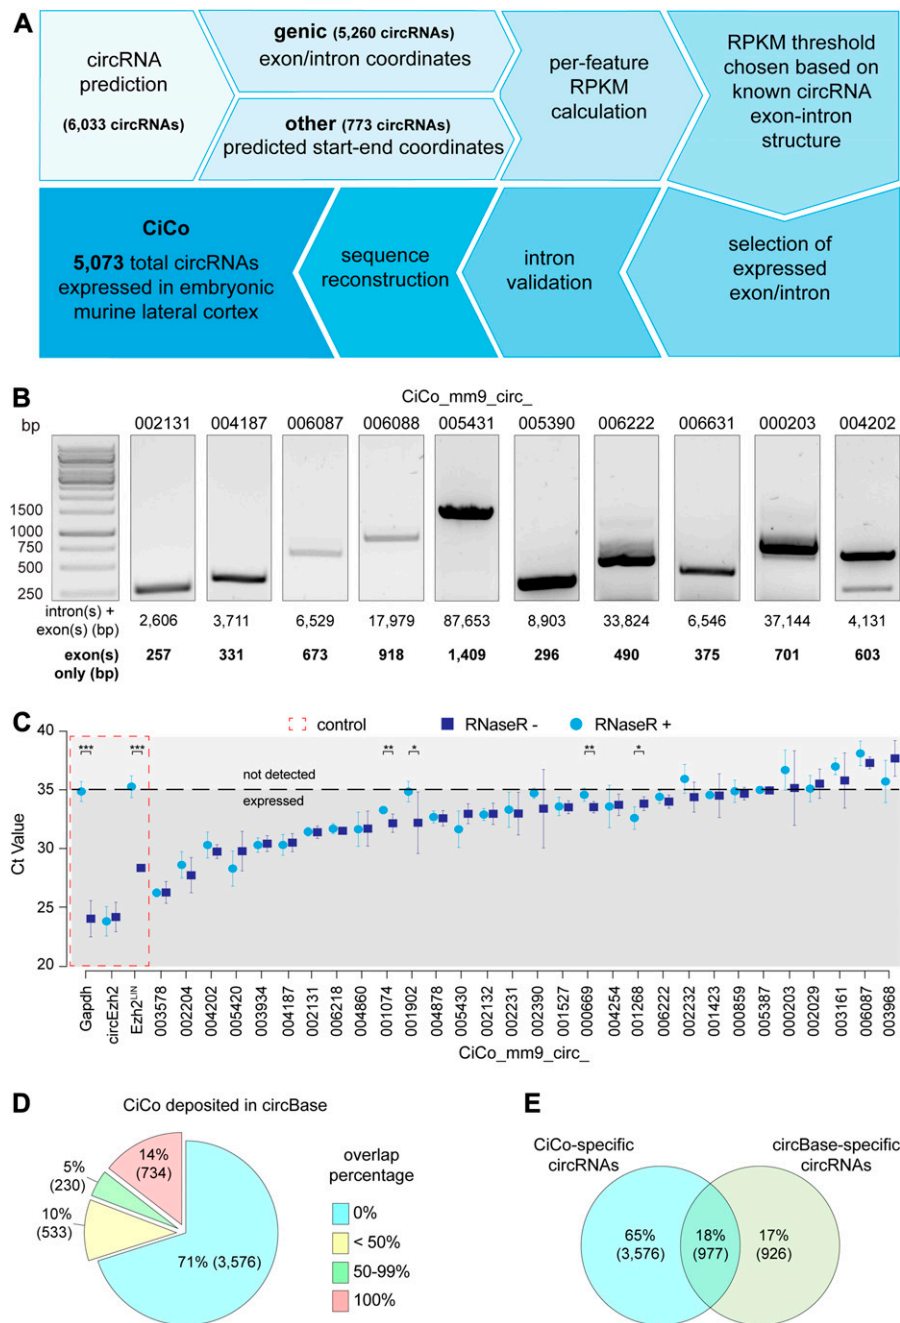 A
circRNA
prediction
(6,033 circRNAs)
genic (5,260 circRNAs)
exon/intron coordinates
other (773 circRNAs)
predicted start-end coordinates
per-feature
RPKM
calculation
RPKM threshold
chosen based on
known circRNA
exon-intron
structure
CiCo
5,073 total circRNAs
expressed in embryonic
murine lateral cortex
sequence
reconstruction
intron
validation
selection of
expressed
exon/intron
B
CiCo_mm9_circ_
bp 002131 004187 006087 006088 005431 005390 006222 006631 000203 004202
1500
1000
750
500
250
intron(s) +
exon(s) (bp) 2,606 3,711 6,529 17,979 87,653 8,903 33,824 6,546 37,144 4,131
exon(s)
only (bp) 257 331 673 918 1,409 296 490 375 701 603
C
control RNaseR - RNaseR +
40
35
30
25
20
Ct Value
*** *** ** * ** *
not detected
expressed
Gapdh
circEzh2
Ezh2LIN
003578
002204
004202
005420
003934
004187
002131
006218
004860
001074
001902
004878
005430
002132
002231
002390
001527
000669
004254
001268
006222
002232
001423
000859
005387
000203
002029
003161
006087
003968
CiCo_mm9_circ_
D
CiCo deposited in circBase
14%
(734)
5%
(230)
10%
(533)
71% (3,576)
overlap
percentage
0%
< 50%
50-99%
100%
E
CiCo-specific
circRNAs
circBase-specific
circRNAs
65%
(3,576)
18%
(977)
17%
(926)